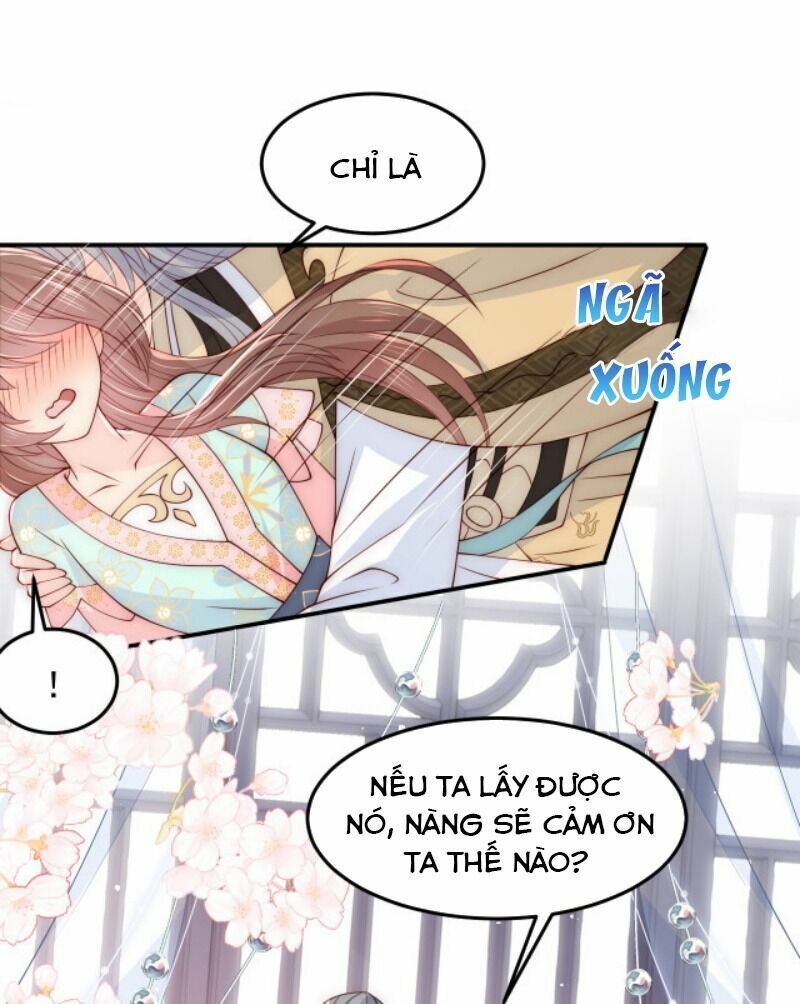 CHỈ LÀ
NGÃ
XUỐNG
!
NẾU TA LẤY ĐƯỢC
NÓ, NÀNG SẼ CẢM ƠN
TA THẾ NÀO?